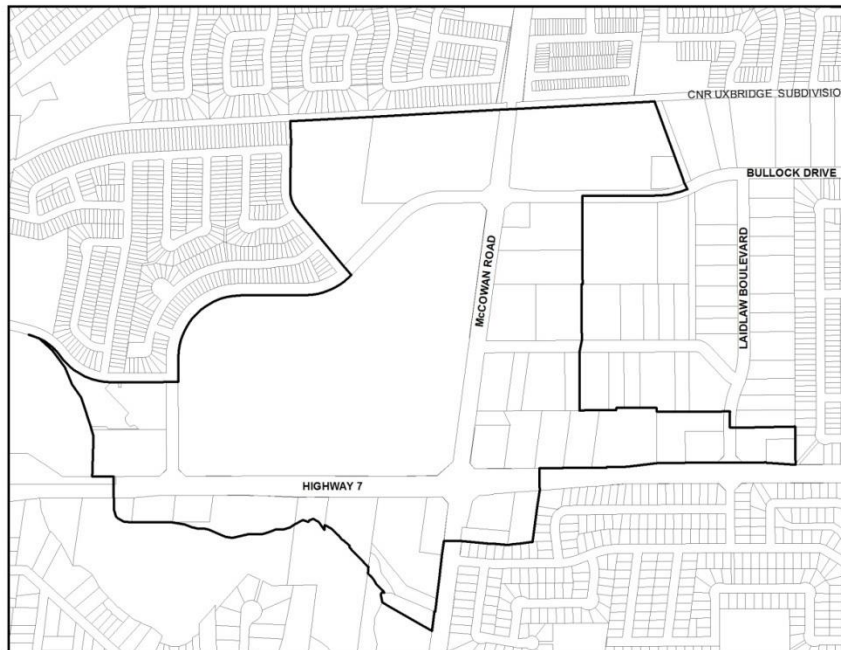 CNR UXBRIDGE SUBDIVISIO
BULLOCK DRIVE
McCOWAN ROAD
LAIDLAW BOULEVARD
HIGHWAY 7